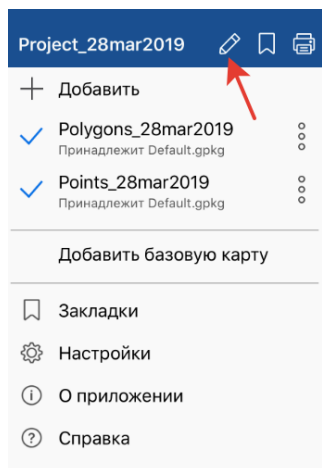 Project_28mar2019
Добавить
Polygons_28mar2019
Принадлежит Default.gpkg
Points_28mar2019
Принадлежит Default.gpkg
Добавить базовую карту
Закладки
Настройки
О приложении
Справка